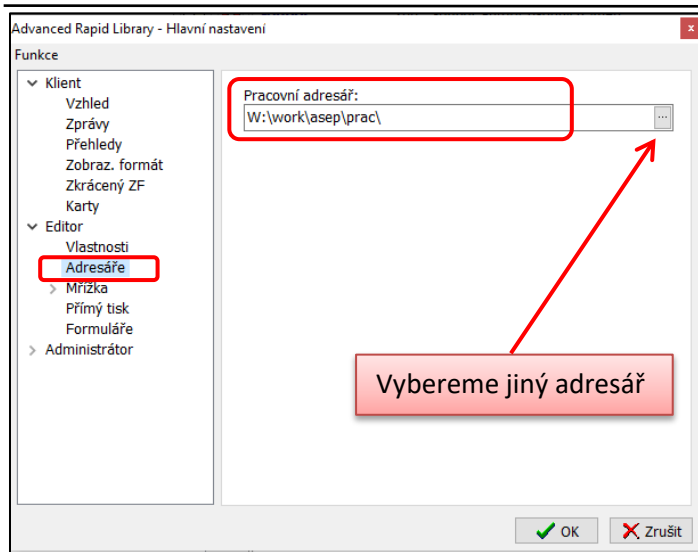 Advanced Rapid Library - Hlavní nastavení
x
Funkce
Klient
Vzhled
Zprávy
Přehledy
Zobraz. formát
Zkrácený ZF
Karty
Editor
Vlastnosti
Adresáře
Mřížka
Přímý tisk
Formuláře
Administrátor
Pracovní adresář:
W:\work\asep\prac\
...
Vybereme jiný adresář
OK
Zrušit